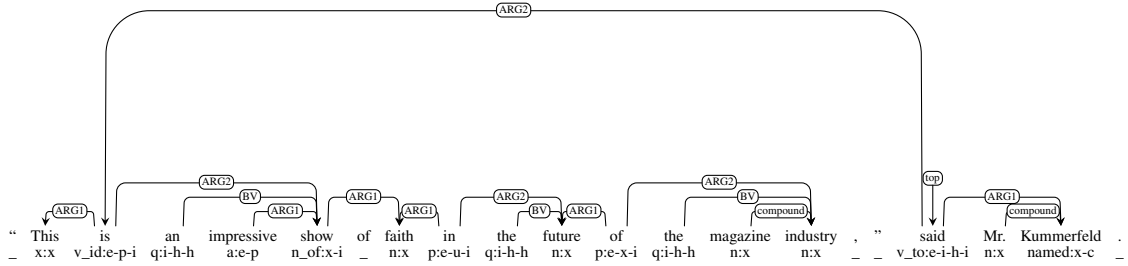 ARG2
ARG2 ARG2
BV ARG1 ARG2 BV top ARG1
ARG1 ARG1 ARG1 BV ARG1 compound compound
“ This is an impressive show of faith in the future of the magazine industry , ” said Mr. Kummerfeld .
_ x:x v_id:e-p-i q:i-h-h a:e-p n_of:x-i _ n:x p:e-u-i q:i-h-h n:x p:e-x-i q:i-h-h n:x n:x _ _ v_to:e-i-h-i n:x named:x-c _